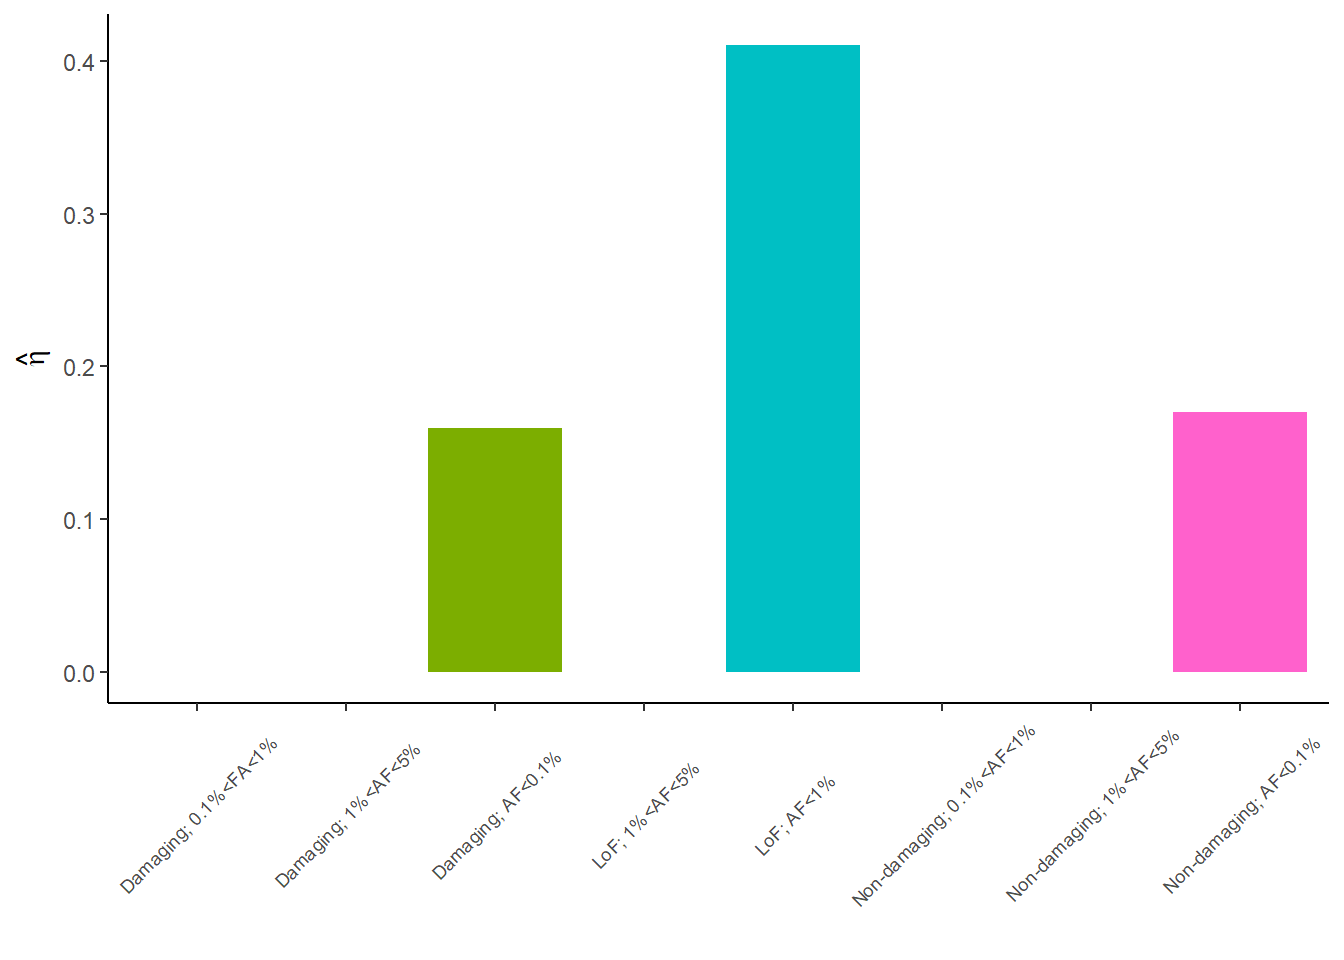 0.4
0.3
0.2
0.1
0.0
η̂
Damaging; 0.1%<FA<1%
Damaging; 1%<AF<5%
Damaging; AF<0.1%
LoF; 1%<AF<5%
LoF; AF<1%
Non-damaging; 0.1%<AF<1%
Non-damaging; 1%<AF<5%
Non-damaging; AF<0.1%